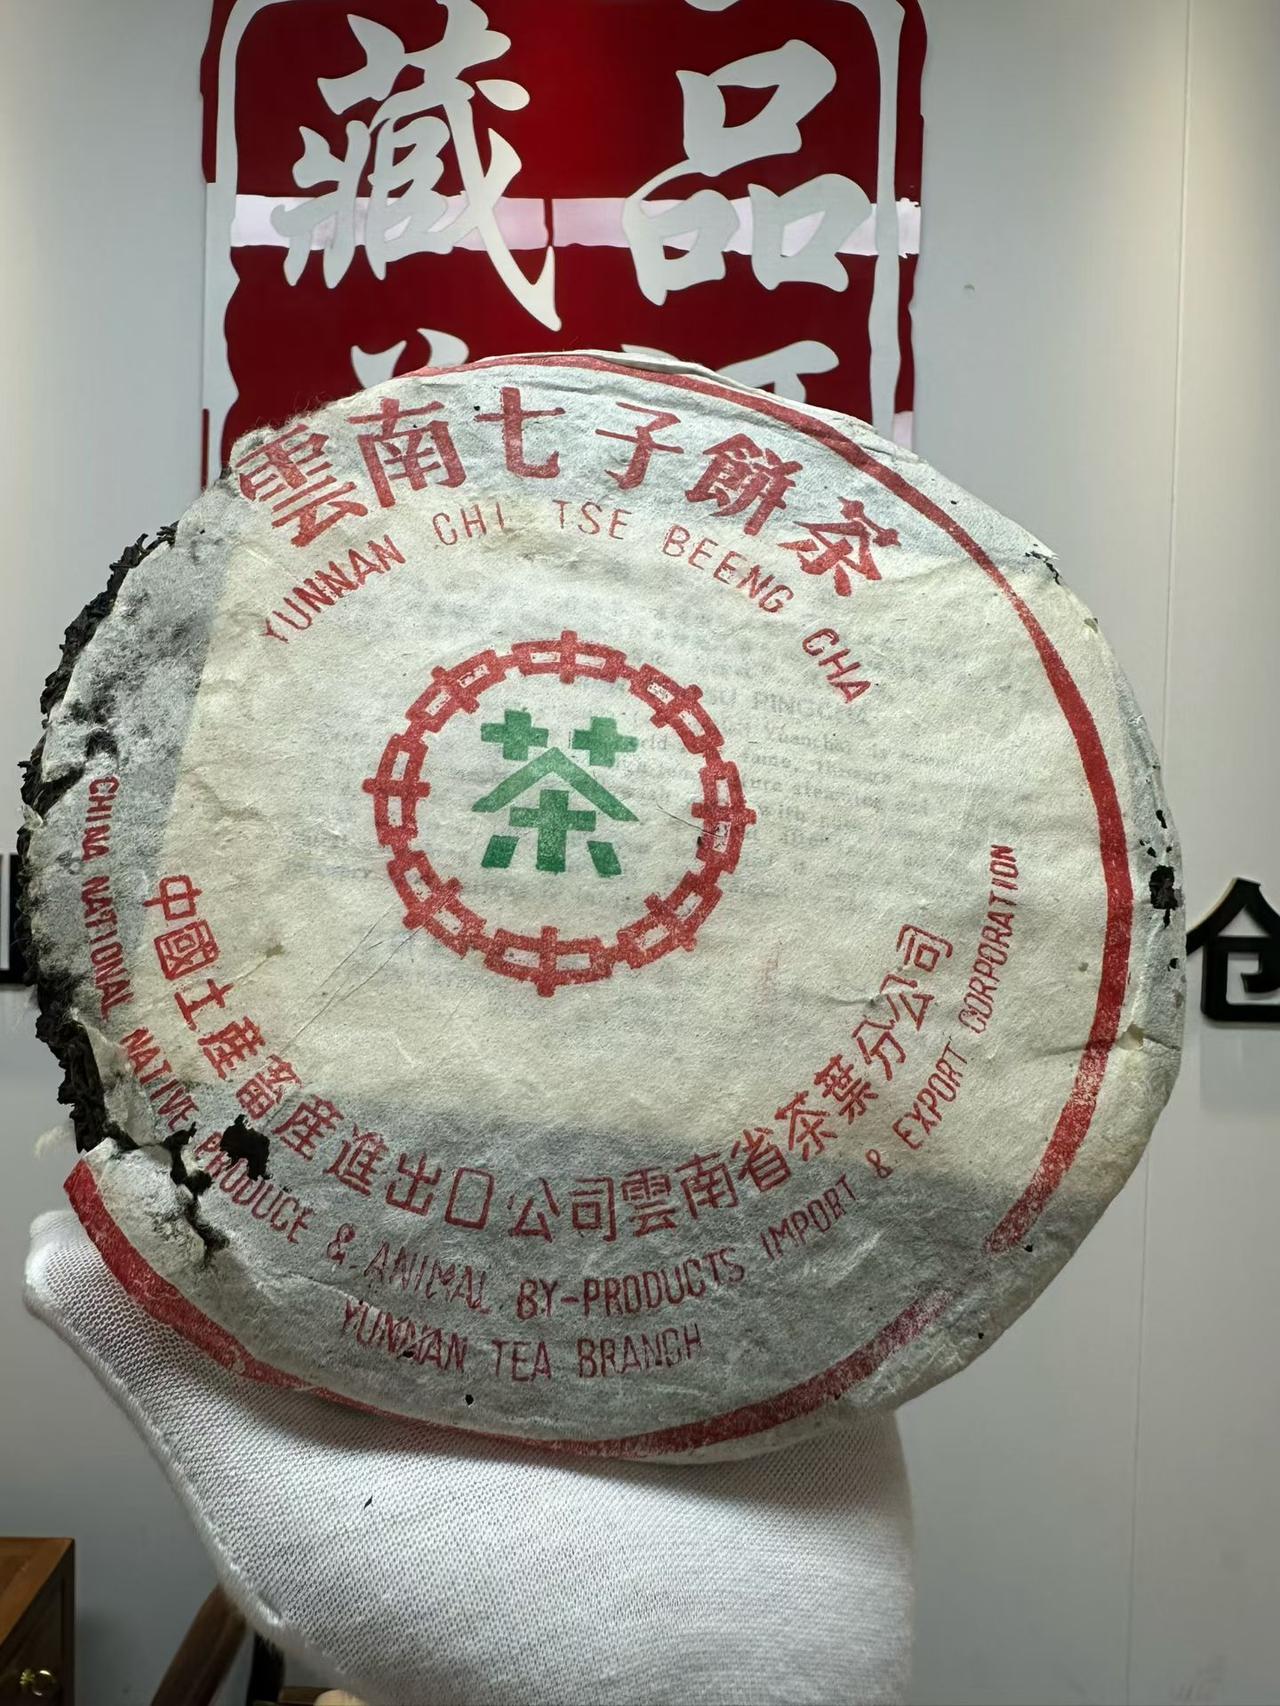 藏品
雲南七子餅茶
YUNNAN CHI TSE BEENG CHA
茶
PINGCHA
中國土產畜產進出口公司雲南省茶葉分公司
CHINA NATIONAL NATIVE PRODUCE & ANIMAL BY-PRODUCTS IMPORT & EXPORT CORPORATION
YUNNAN TEA BRANCH
仓